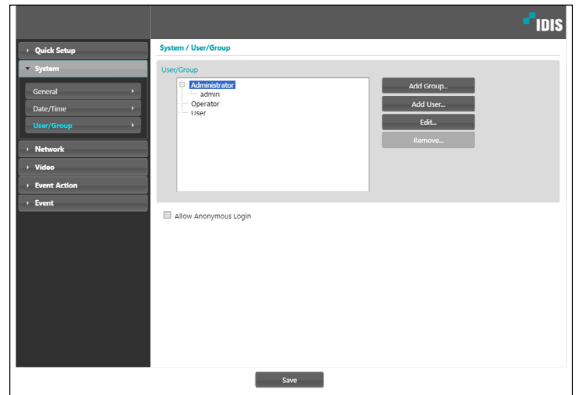 IDIS
Quick Setup
System
General
Date/Time
User/Group
Network
Video
Event Action
Event
System / User/Group
User/Group
Administrator
admin
Operator
User
Add Group..
Add User...
Edit...
Remove...
Allow Anonymous Login
Save